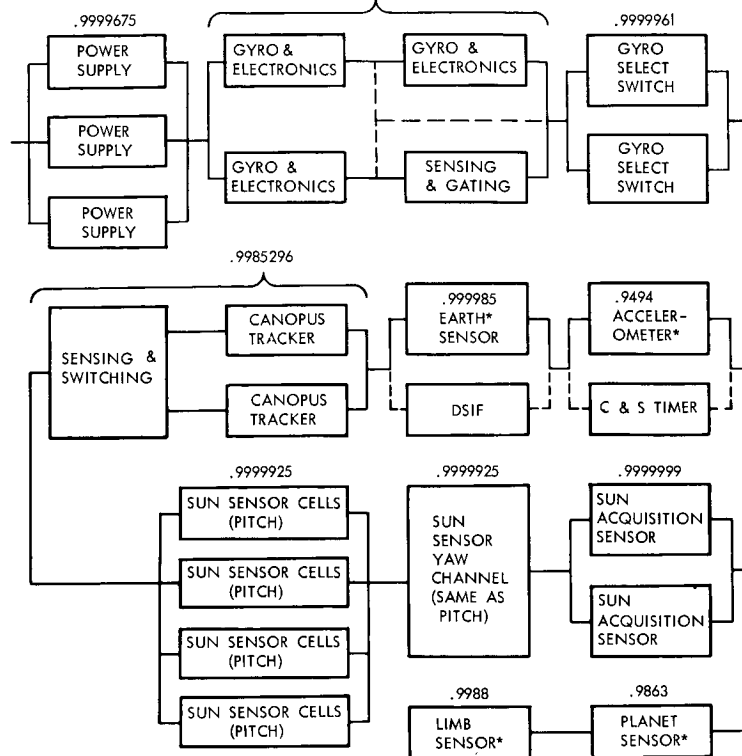 .9999675
POWER
SUPPLY
POWER
SUPPLY
POWER
SUPPLY
GYRO &
ELECTRONICS
GYRO &
ELECTRONICS
GYRO &
ELECTRONICS
SENSING
& GATING
.9999961
GYRO
SELECT
SWITCH
GYRO
SELECT
SWITCH
.9985296
SENSING &
SWITCHING
CANOPUS
TRACKER
CANOPUS
TRACKER
.999985
EARTH*
SENSOR
DSIF
.9494
ACCELER-
OMETER*
C & S TIMER
.9999925
SUN SENSOR CELLS
(PITCH)
SUN SENSOR CELLS
(PITCH)
SUN SENSOR CELLS
(PITCH)
SUN SENSOR CELLS
(PITCH)
.9999925
SUN
SENSOR
YAW
CHANNEL
(SAME AS
PITCH)
.9999999
SUN
ACQUISITION
SENSOR
SUN
ACQUISITION
SENSOR
.9988
LIMB
SENSOR*
.9863
PLANET
SENSOR*